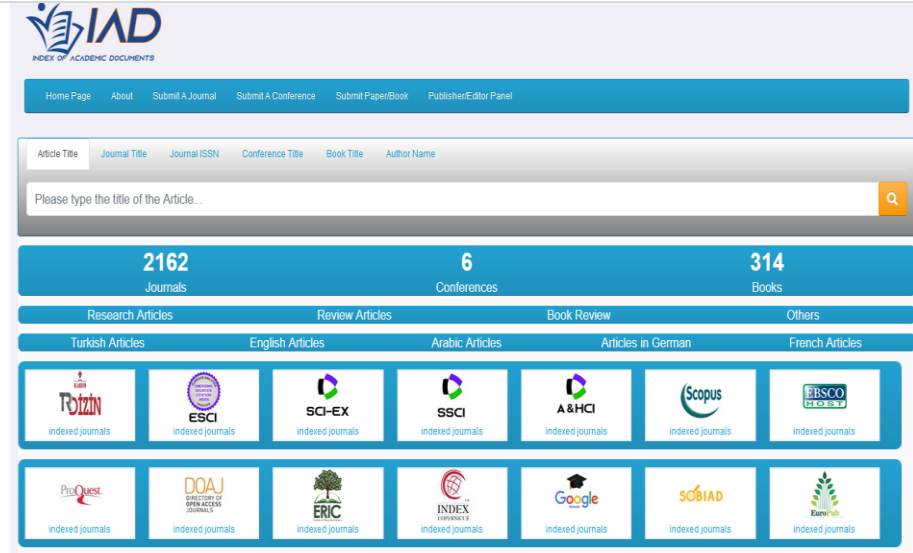 IAD
INDEX OF ACADEMIC DOCUMENTS
Home Page About Submit A Journal Submit A Conference Submit Paper/Book Publisher/Editor Panel
Article Title Journal Title Journal ISSN Conference Title Book Title Author Name
Please type the title of the Article...
2162 6 314
Journals Conferences Books
Research Articles Review Articles Book Review Others
Turkish Articles English Articles Arabic Articles Articles in German French Articles
TRDİZİN ESCI SCI-EX SSCI A&HCI Scopus EBSCO HOST
indexed journals indexed journals indexed journals indexed journals indexed journals indexed journals indexed journals
ProQuest DOAJ DIRECTORY OF OPEN ACCESS JOURNALS ERIC INDEX COPERNICUS Google SOBIAD EuroPub
indexed journals indexed journals indexed journals indexed journals indexed journals indexed journals indexed journals